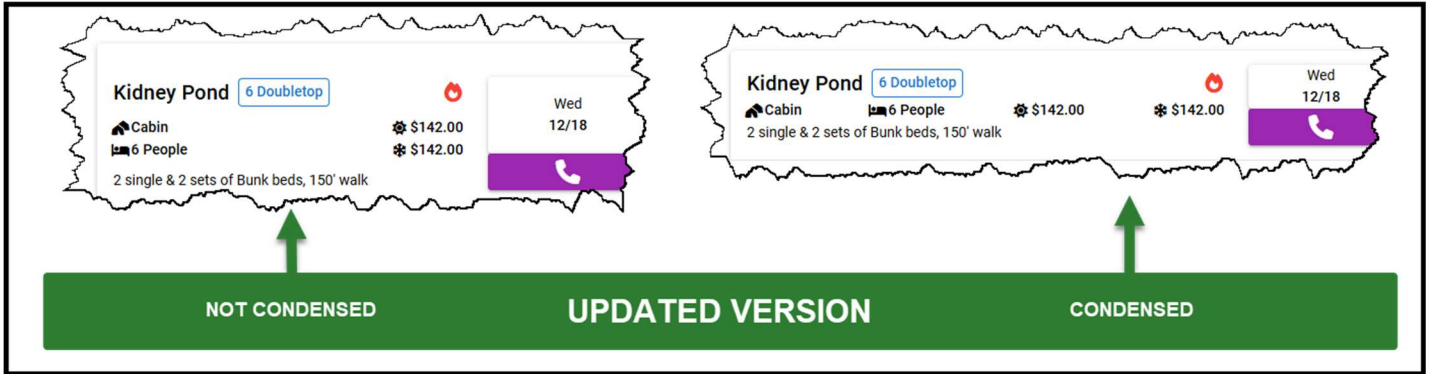 Kidney Pond 6 Doubletop
Cabin $142.00
6 People $142.00
2 single & 2 sets of Bunk beds, 150' walk
Wed
12/18
Kidney Pond 6 Doubletop
Cabin 6 People $142.00 $142.00
2 single & 2 sets of Bunk beds, 150' walk
Wed
12/18
NOT CONDENSED UPDATED VERSION CONDENSED